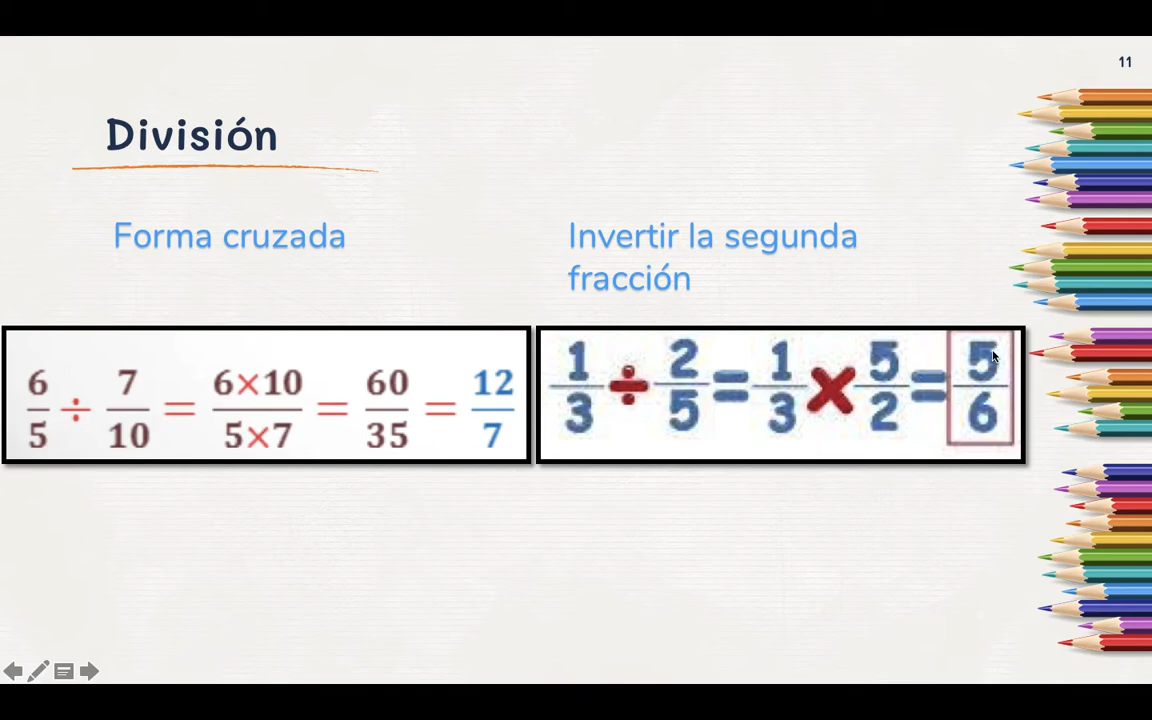 11
División
Forma cruzada
Invertir la segunda
fracción
6/5 ÷ 7/10 = 6×10/5×7 = 60/35 = 12/7
1/3 ÷ 2/5 = 1/3 × 5/2 = 5/6